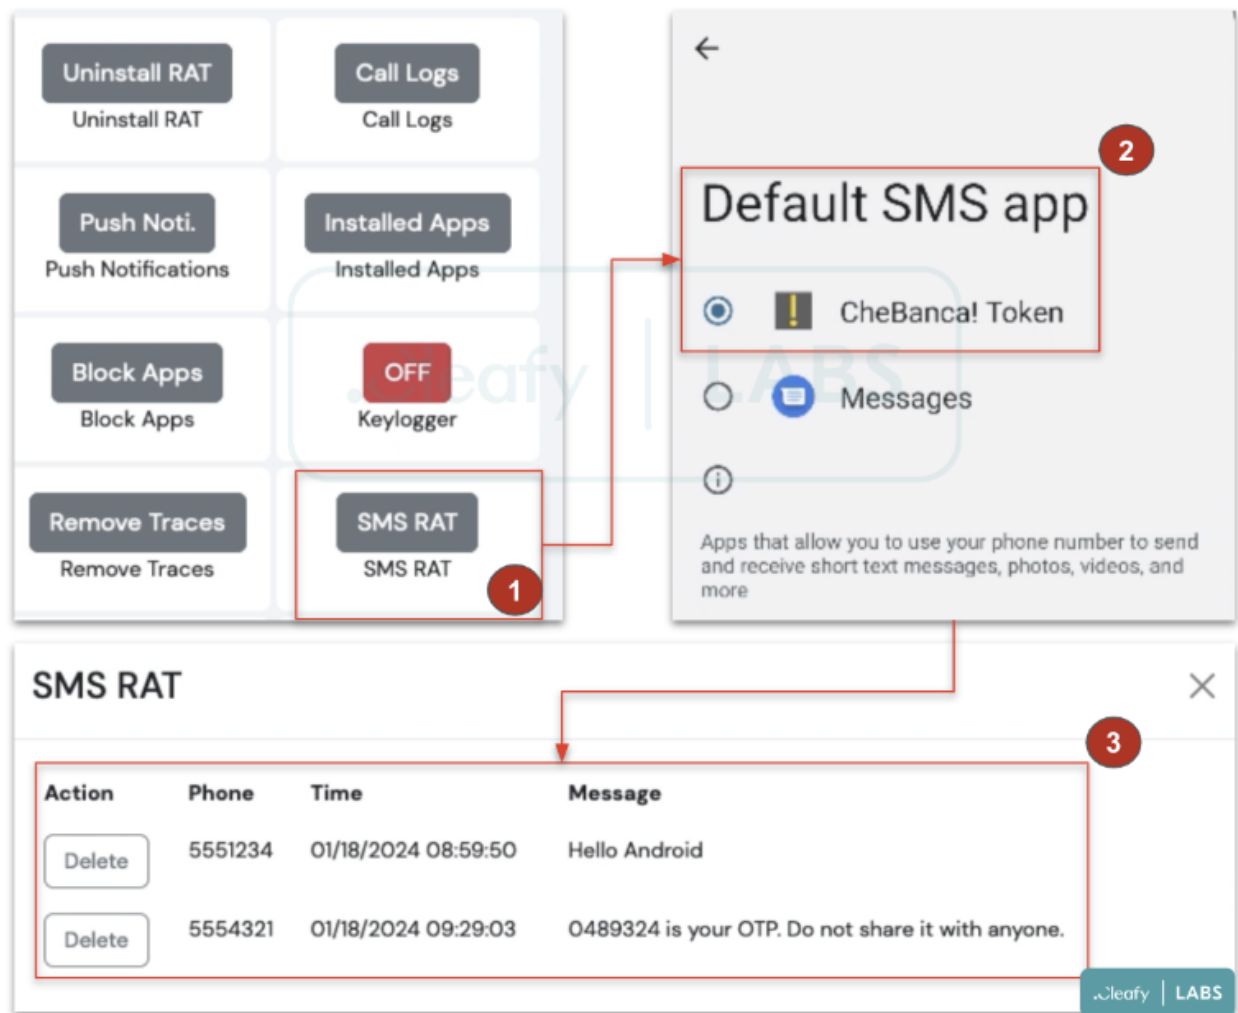 Uninstall RAT
Uninstall RAT
Call Logs
Call Logs
Push Noti.
Push Notifications
Installed Apps
Installed Apps
Block Apps
Block Apps
OFF
Keylogger
Remove Traces
Remove Traces
SMS RAT
SMS RAT
1
2
Default SMS app
CheBanca! Token
Messages
Apps that allow you to use your phone number to send
and receive short text messages, photos, videos, and
more
Cleafy | LABS
SMS RAT
3
Action Phone Time Message
Delete 5551234 01/18/2024 08:59:50 Hello Android
Delete 5554321 01/18/2024 09:29:03 0489324 is your OTP. Do not share it with anyone.
.Cleafy | LABS